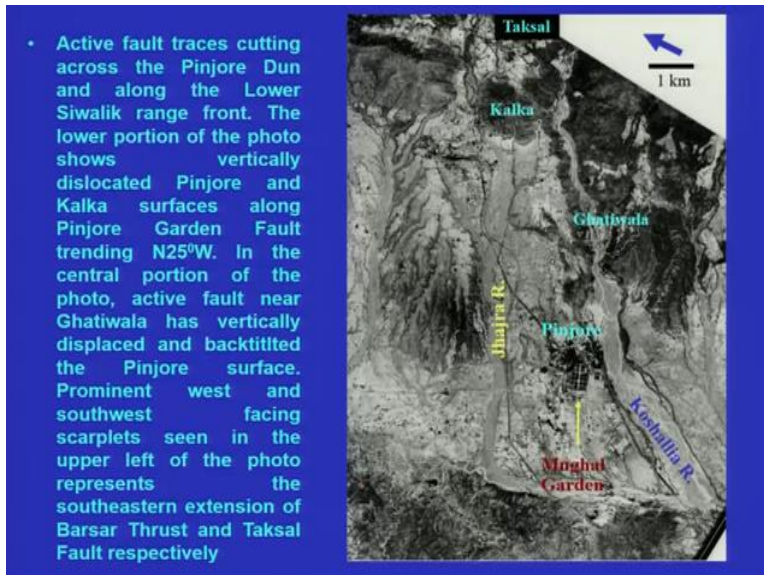 • Active fault traces cutting
across the Pinjore Dun
and along the Lower
Siwalik range front. The
lower portion of the photo
shows vertically
dislocated Pinjore and
Kalka surfaces along
Pinjore Garden Fault
trending N25⁰W. In the
central portion of the
photo, active fault near
Ghatiwala has vertically
displaced and backtitlted
the Pinjore surface.
Prominent west and
southwest facing
scarplets seen in the
upper left of the photo
represents the
southeastern extension of
Barsar Thrust and Taksal
Fault respectively
Taksal
1 km
Kalka
Ghatiwala
Jhajra R.
Pinjore
Koshallia R.
Mughal
Garden